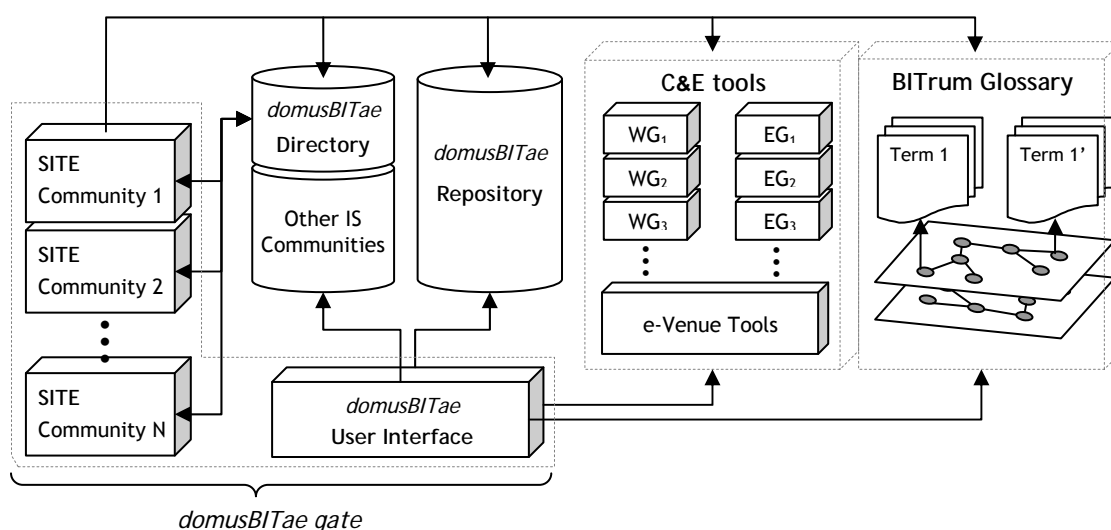 SITE
Community 1
SITE
Community 2
SITE
Community N
domusBITae
Directory
Other IS
Communities
domusBITae
Repository
domusBITae
User Interface
domusBITae gate
C&E tools
WG₁
WG₂
WG₃
EG₁
EG₂
EG₃
e-Venue Tools
BITrum Glossary
Term 1
Term 1’